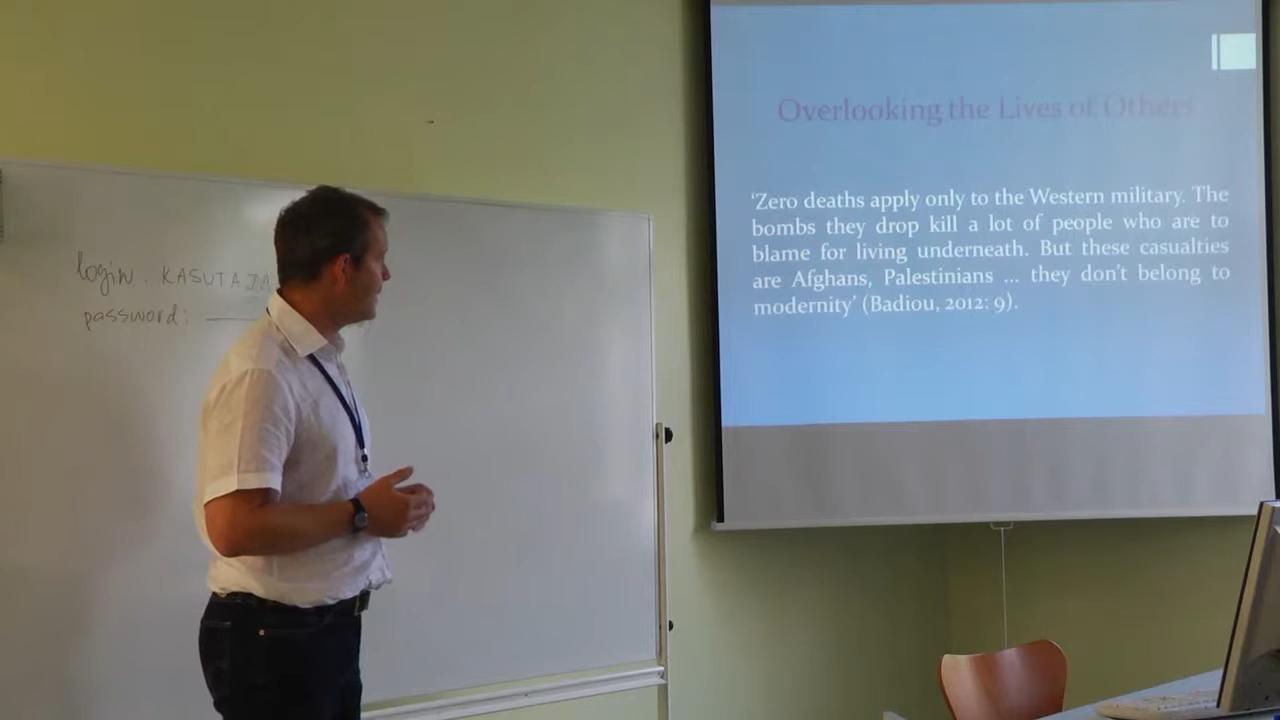 login. KASUTAJA
password: ______
Overlooking the Lives of Others
‘Zero deaths apply only to the Western military. The
bombs they drop kill a lot of people who are to
blame for living underneath. But these casualties
are Afghans, Palestinians ... they don’t belong to
modernity’ (Badiou, 2012: 9).